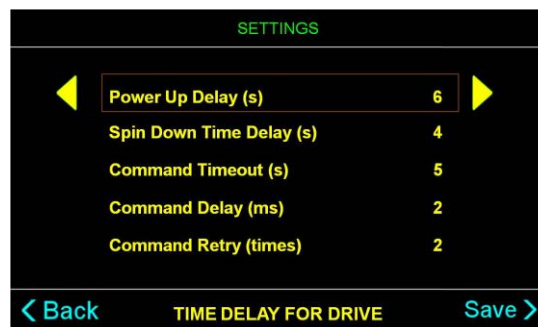 SETTINGS
Power Up Delay (s) 6
Spin Down Time Delay (s) 4
Command Timeout (s) 5
Command Delay (ms) 2
Command Retry (times) 2
Back TIME DELAY FOR DRIVE Save